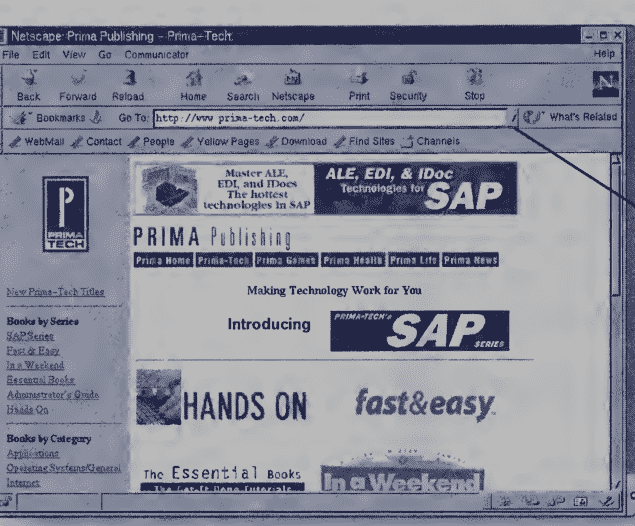 Netscape: Prima Publishing - Prima-Tech
File Edit View Go Communicator Help
Back Forward Reload Home Search Netscape Print Security Stop
N
Bookmarks Go To: http://www.prima-tech.com/ What's Related
WebMail Contact People Yellow Pages Download Find Sites Channels
Master ALE,
EDI, and IDocs
The hottest
technologies in SAP
ALE, EDI, & IDoc
Technologies for
SAP
P
PRIMA
TECH
PRIMA Publishing
Prima Home Prima-Tech Prima Games Prima Health Prima Life Prima News
New Prima-Tech Titles
Making Technology Work for You
Introducing
PRIMA-TECH's
SAP
SERIES
Books by Series
SAP Series
Fast & Easy
In a Weekend
Essential Books
Administrator's Guide
Hands On
HANDS ON
fast&easy
Books by Category
Applications
Operating Systems/General
Internet
The Essential Books
The Get-It Done Tutorials
In a Weekend